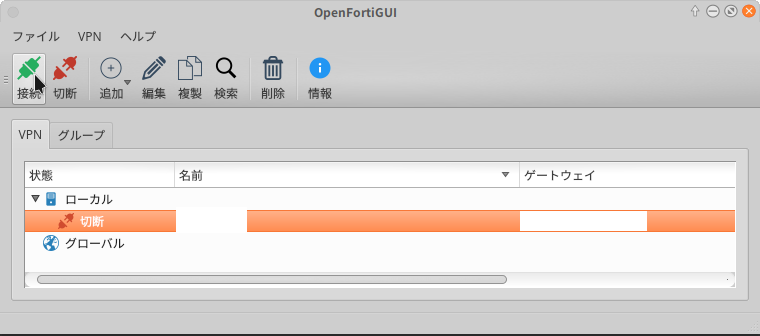 OpenFortiGUI
ファイル VPN ヘルプ
接続 切断 追加 編集 複製 検索 削除 情報
VPN グループ
状態 名前 ゲートウェイ
ローカル
切断
グローバル